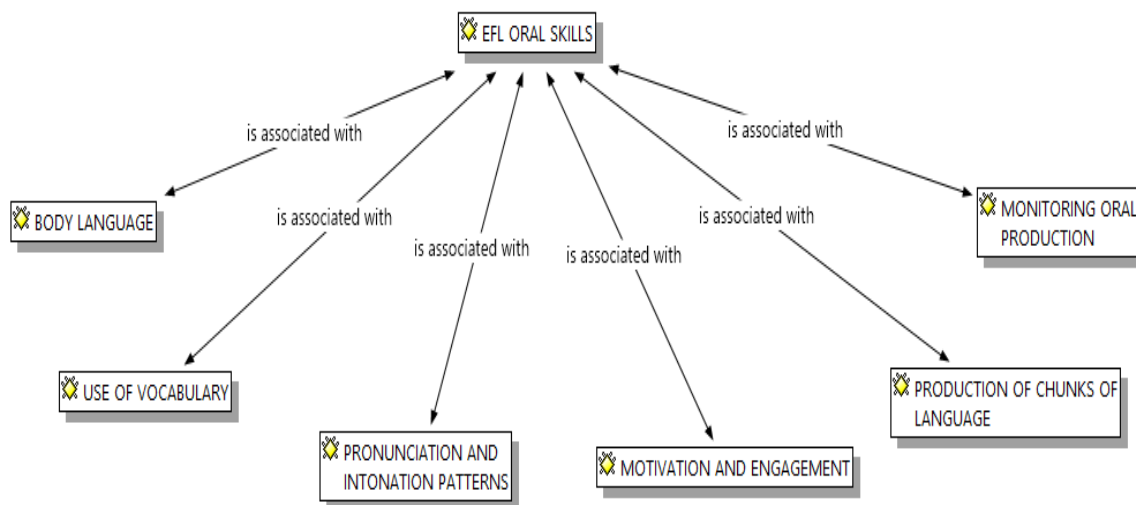 EFL ORAL SKILLS
is associated with
is associated with
is associated with
is associated with
is associated with
is associated with
BODY LANGUAGE
MONITORING ORAL
PRODUCTION
USE OF VOCABULARY
PRODUCTION OF CHUNKS OF
LANGUAGE
PRONUNCIATION AND
INTONATION PATTERNS
MOTIVATION AND ENGAGEMENT